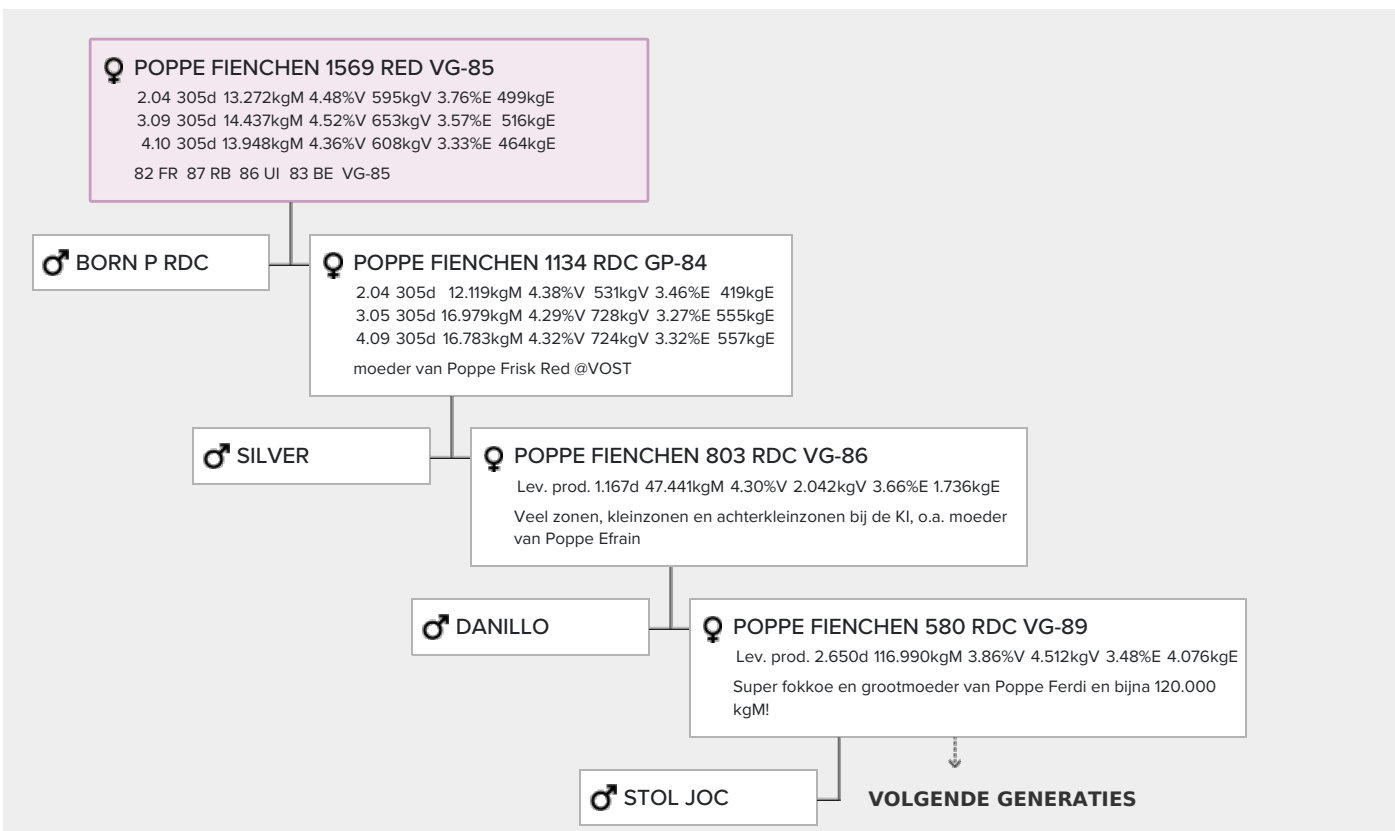 POPPE FIENCHEN 1569 RED VG-85
2.04 305d 13.272kgM 4.48%V 595kgV 3.76%E 499kgE
3.09 305d 14.437kgM 4.52%V 653kgV 3.57%E 516kgE
4.10 305d 13.948kgM 4.36%V 608kgV 3.33%E 464kgE
82 FR 87 RB 86 UI 83 BE VG-85
BORN P RDC
POPPE FIENCHEN 1134 RDC GP-84
2.04 305d 12.119kgM 4.38%V 531kgV 3.46%E 419kgE
3.05 305d 16.979kgM 4.29%V 728kgV 3.27%E 555kgE
4.09 305d 16.783kgM 4.32%V 724kgV 3.32%E 557kgE
moeder van Poppe Frisk Red @VOST
SILVER
POPPE FIENCHEN 803 RDC VG-86
Lev. prod. 1.167d 47.441kgM 4.30%V 2.042kgV 3.66%E 1.736kgE
Veel zonen, kleinzonen en achterkleinzonen bij de KI, o.a. moeder
van Poppe Efrain
DANILLO
POPPE FIENCHEN 580 RDC VG-89
Lev. prod. 2.650d 116.990kgM 3.86%V 4.512kgV 3.48%E 4.076kgE
Super fokkoe en grootmoeder van Poppe Ferdi en bijna 120.000
kgM!
STOL JOC
VOLGENDE GENERATIES